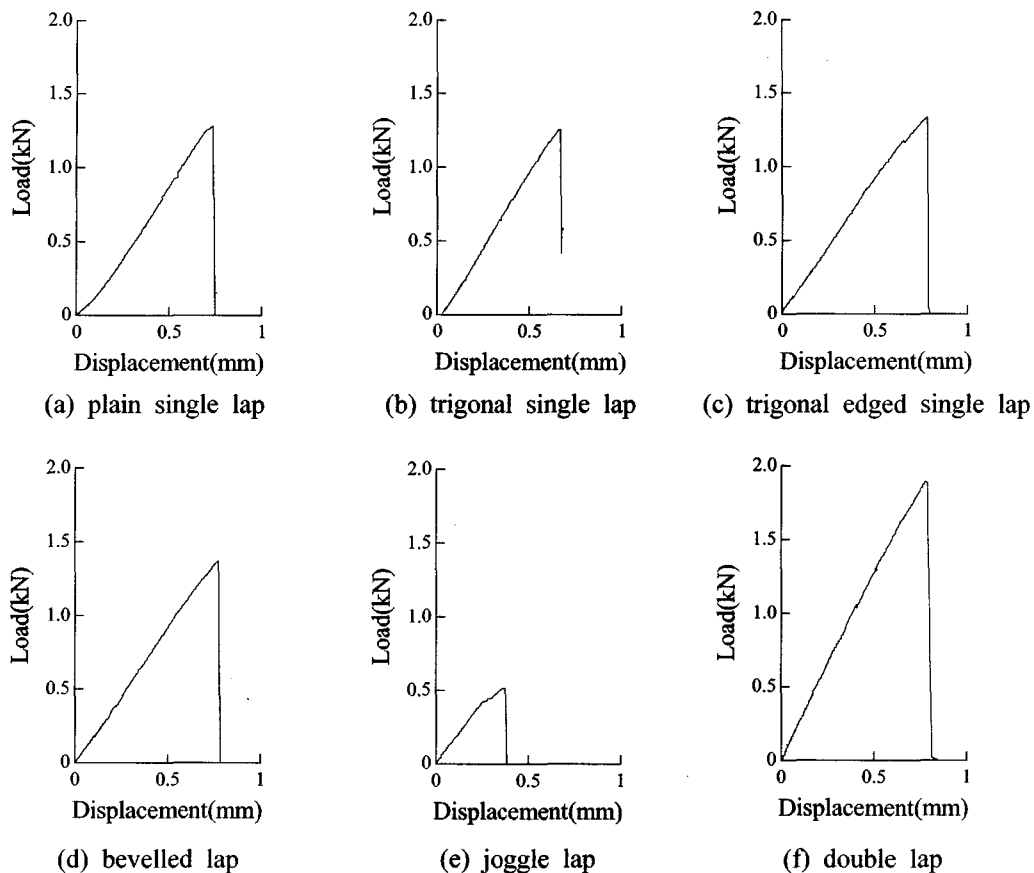 2.0 2.0 2.0
1.5 1.5 1.5
1.0 1.0 1.0
0.5 0.5 0.5
0 0 0
Load(kN) Load(kN) Load(kN)
0 0.5 1 0 0.5 1 0 0.5 1
Displacement(mm) Displacement(mm) Displacement(mm)
(a) plain single lap (b) trigonal single lap (c) trigonal edged single lap
2.0 2.0 2.0
1.5 1.5 1.5
1.0 1.0 1.0
0.5 0.5 0.5
0 0 0
Load(kN) Load(kN) Load(kN)
0 0.5 1 0 0.5 1 0 0.5 1
Displacement(mm) Displacement(mm) Displacement(mm)
(d) bevelled lap (e) joggle lap (f) double lap